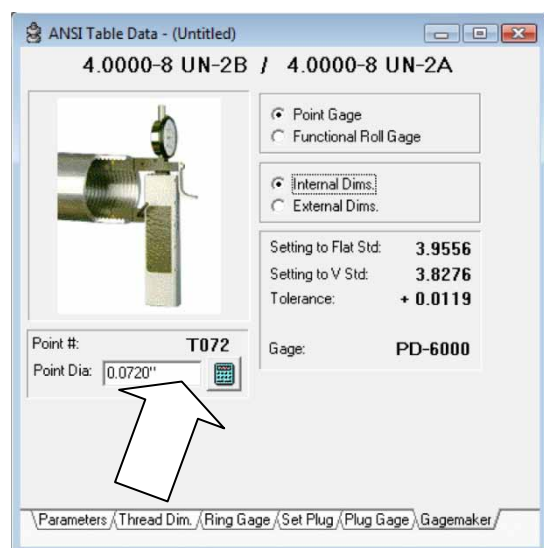 ANSI Table Data - (Untitled)
4.0000-8 UN-2B / 4.0000-8 UN-2A
Point Gage
Functional Roll Gage
Internal Dims.
External Dims.
Setting to Flat Std: 3.9556
Setting to V Std: 3.8276
Tolerance: + 0.0119
Gage: PD-6000
Point #: T072
Point Dia: 0.0720"
Parameters Thread Dim. Ring Gage Set Plug Plug Gage Gagemaker